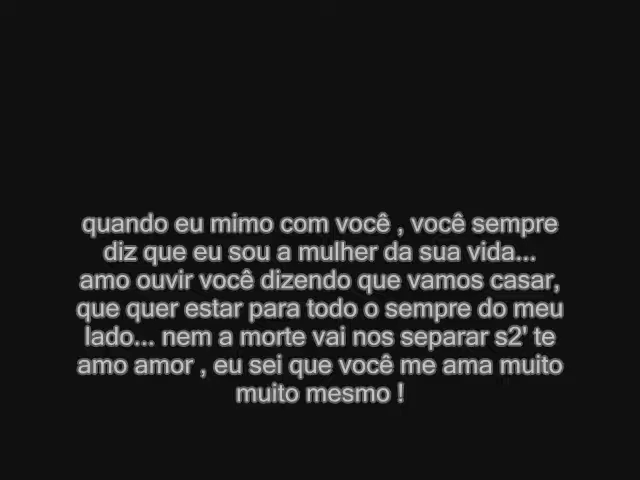 quando eu mimo com você , você sempre
diz que eu sou a mulher da sua vida...
amo ouvir você dizendo que vamos casar,
que quer estar para todo o sempre do meu
lado... nem a morte vai nos separar s2' te
amo amor , eu sei que você me ama muito
muito mesmo !